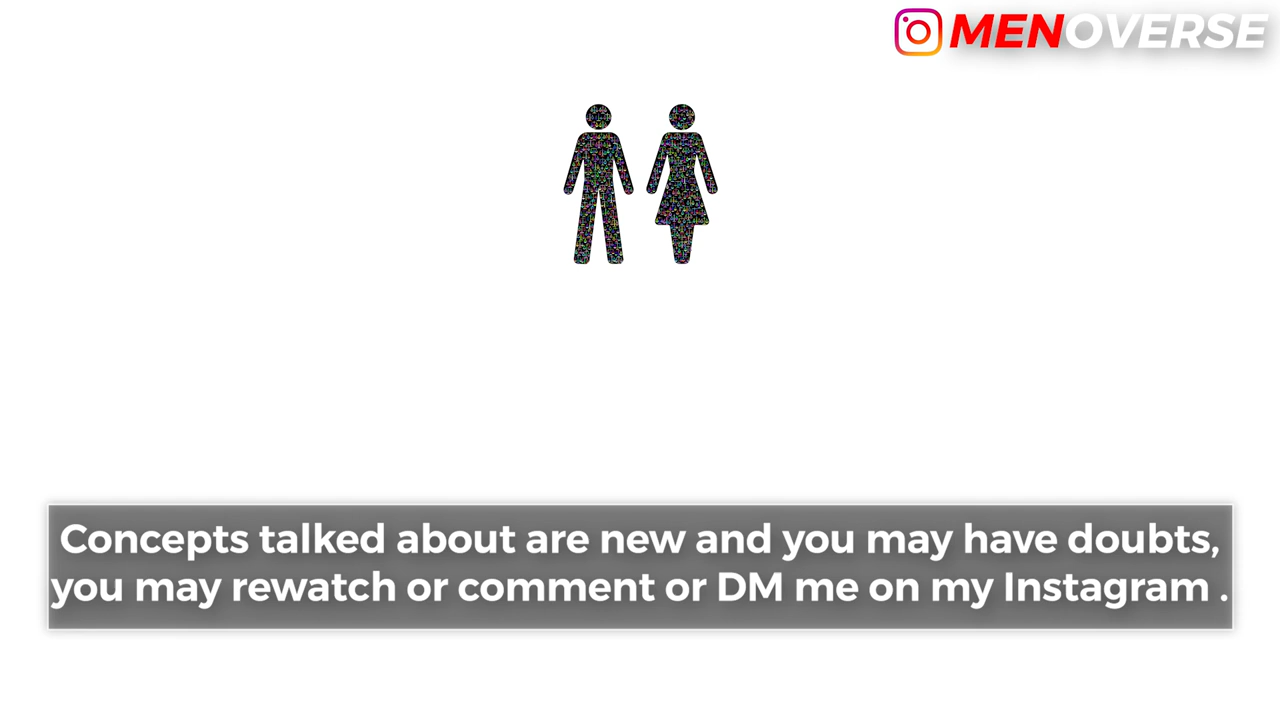 MENOVERSE
Concepts talked about are new and you may have doubts,
you may rewatch or comment or DM me on my Instagram .